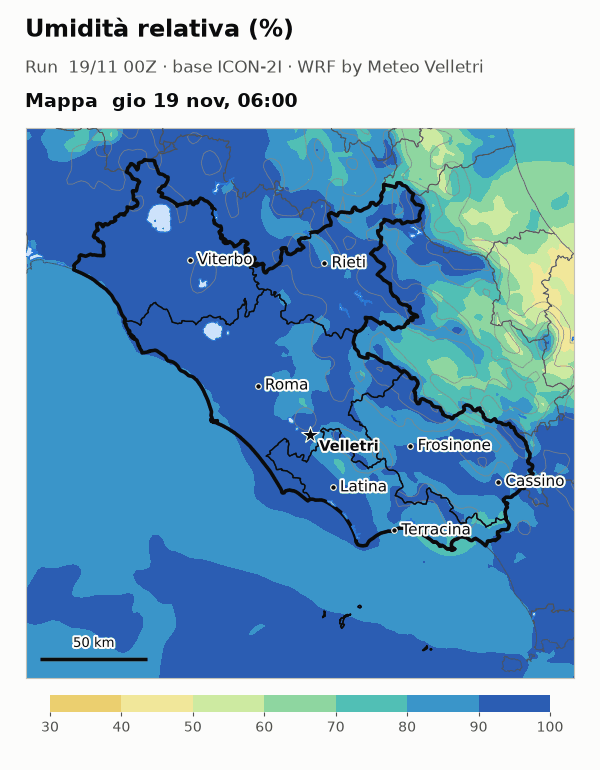 Umidità relativa (%)
Run  19/11 00Z · base ICON-2I · WRF by Meteo Velletri
Mappa  gio 19 nov, 06:00
Viterbo
Rieti
Roma
Velletri
Frosinone
Latina
Cassino
Terracina
50 km
30 40 50 60 70 80 90 100